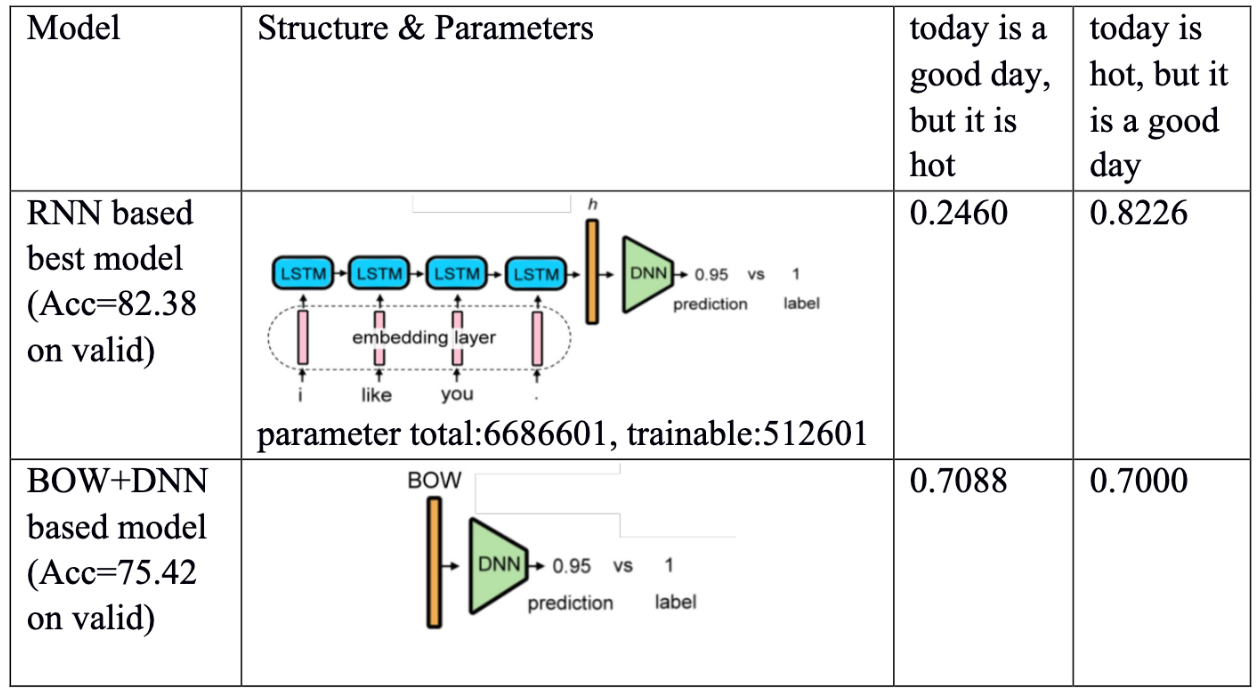 Model
Structure & Parameters
today is a
good day,
but it is
hot
today is
hot, but it
is a good
day
RNN based
best model
(Acc=82.38
on valid)
h
LSTM LSTM LSTM LSTM DNN 0.95 vs 1
prediction label
embedding layer
i like you .
parameter total:6686601, trainable:512601
0.2460
0.8226
BOW+DNN
based model
(Acc=75.42
on valid)
BOW
DNN 0.95 vs 1
prediction label
0.7088
0.7000